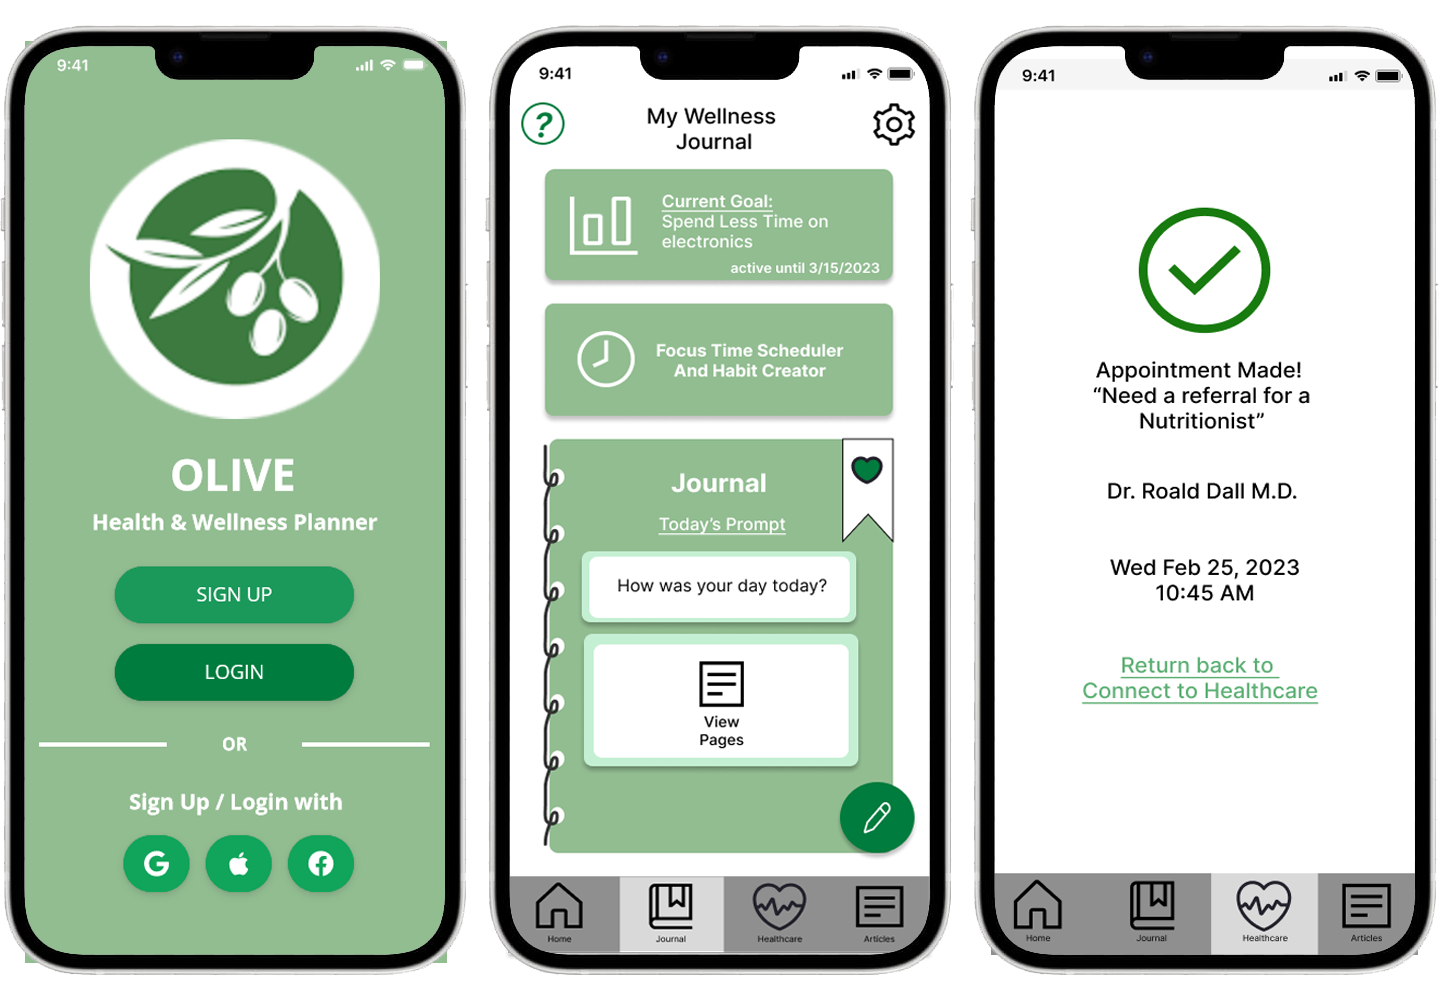 9:41
OLIVE
Health & Wellness Planner
SIGN UP
LOGIN
OR
Sign Up / Login with
9:41
?
My Wellness
Journal
Current Goal:
Spend Less Time on
electronics
active until 3/15/2023
Focus Time Scheduler
And Habit Creator
Journal
Today's Prompt
How was your day today?
View
Pages
Home
Journal
Healthcare
Articles
9:41
Appointment Made!
“Need a referral for a
Nutritionist”
Dr. Roald Dall M.D.
Wed Feb 25, 2023
10:45 AM
Return back to
Connect to Healthcare
Home
Journal
Healthcare
Articles